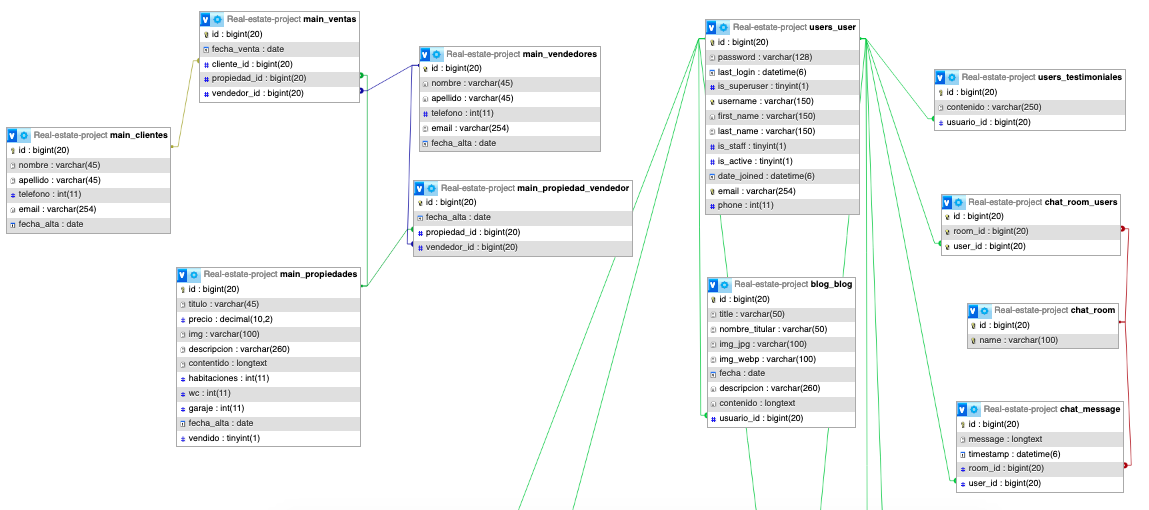 Real-estate-project main_ventas
id : bigint(20)
fecha_venta : date
cliente_id : bigint(20)
propiedad_id : bigint(20)
vendedor_id : bigint(20)
Real-estate-project main_vendedores
id : bigint(20)
nombre : varchar(45)
apellido : varchar(45)
telefono : int(11)
email : varchar(254)
fecha_alta : date
Real-estate-project main_clientes
id : bigint(20)
nombre : varchar(45)
apellido : varchar(45)
telefono : int(11)
email : varchar(254)
fecha_alta : date
Real-estate-project main_propiedad_vendedor
id : bigint(20)
fecha_alta : date
propiedad_id : bigint(20)
vendedor_id : bigint(20)
Real-estate-project main_propiedades
id : bigint(20)
titulo : varchar(45)
precio : decimal(10,2)
img : varchar(100)
descripcion : varchar(260)
contenido : longtext
habitaciones : int(11)
wc : int(11)
garaje : int(11)
fecha_alta : date
vendido : tinyint(1)
Real-estate-project users_user
id : bigint(20)
password : varchar(128)
last_login : datetime(6)
is_superuser : tinyint(1)
username : varchar(150)
first_name : varchar(150)
last_name : varchar(150)
is_staff : tinyint(1)
is_active : tinyint(1)
date_joined : datetime(6)
email : varchar(254)
phone : int(11)
Real-estate-project users_testimoniales
id : bigint(20)
contenido : varchar(250)
usuario_id : bigint(20)
Real-estate-project chat_room_users
id : bigint(20)
room_id : bigint(20)
user_id : bigint(20)
Real-estate-project blog_blog
id : bigint(20)
title : varchar(50)
nombre_titular : varchar(50)
img_jpg : varchar(100)
img_webp : varchar(100)
fecha : date
descripcion : varchar(260)
contenido : longtext
usuario_id : bigint(20)
Real-estate-project chat_room
id : bigint(20)
name : varchar(100)
Real-estate-project chat_message
id : bigint(20)
message : longtext
timestamp : datetime(6)
room_id : bigint(20)
user_id : bigint(20)